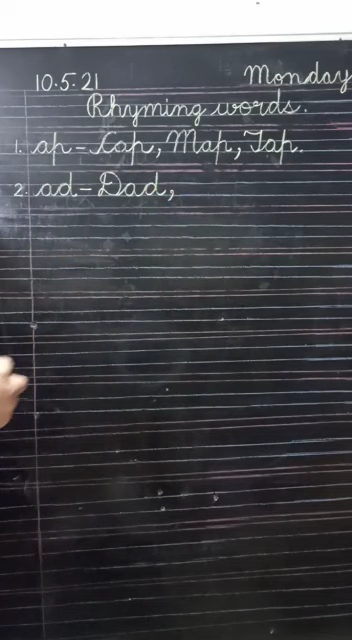 10.5.21 Monday
Rhyming words.
1. ap - Cap, Map, Tap.
2. ad - Dad,